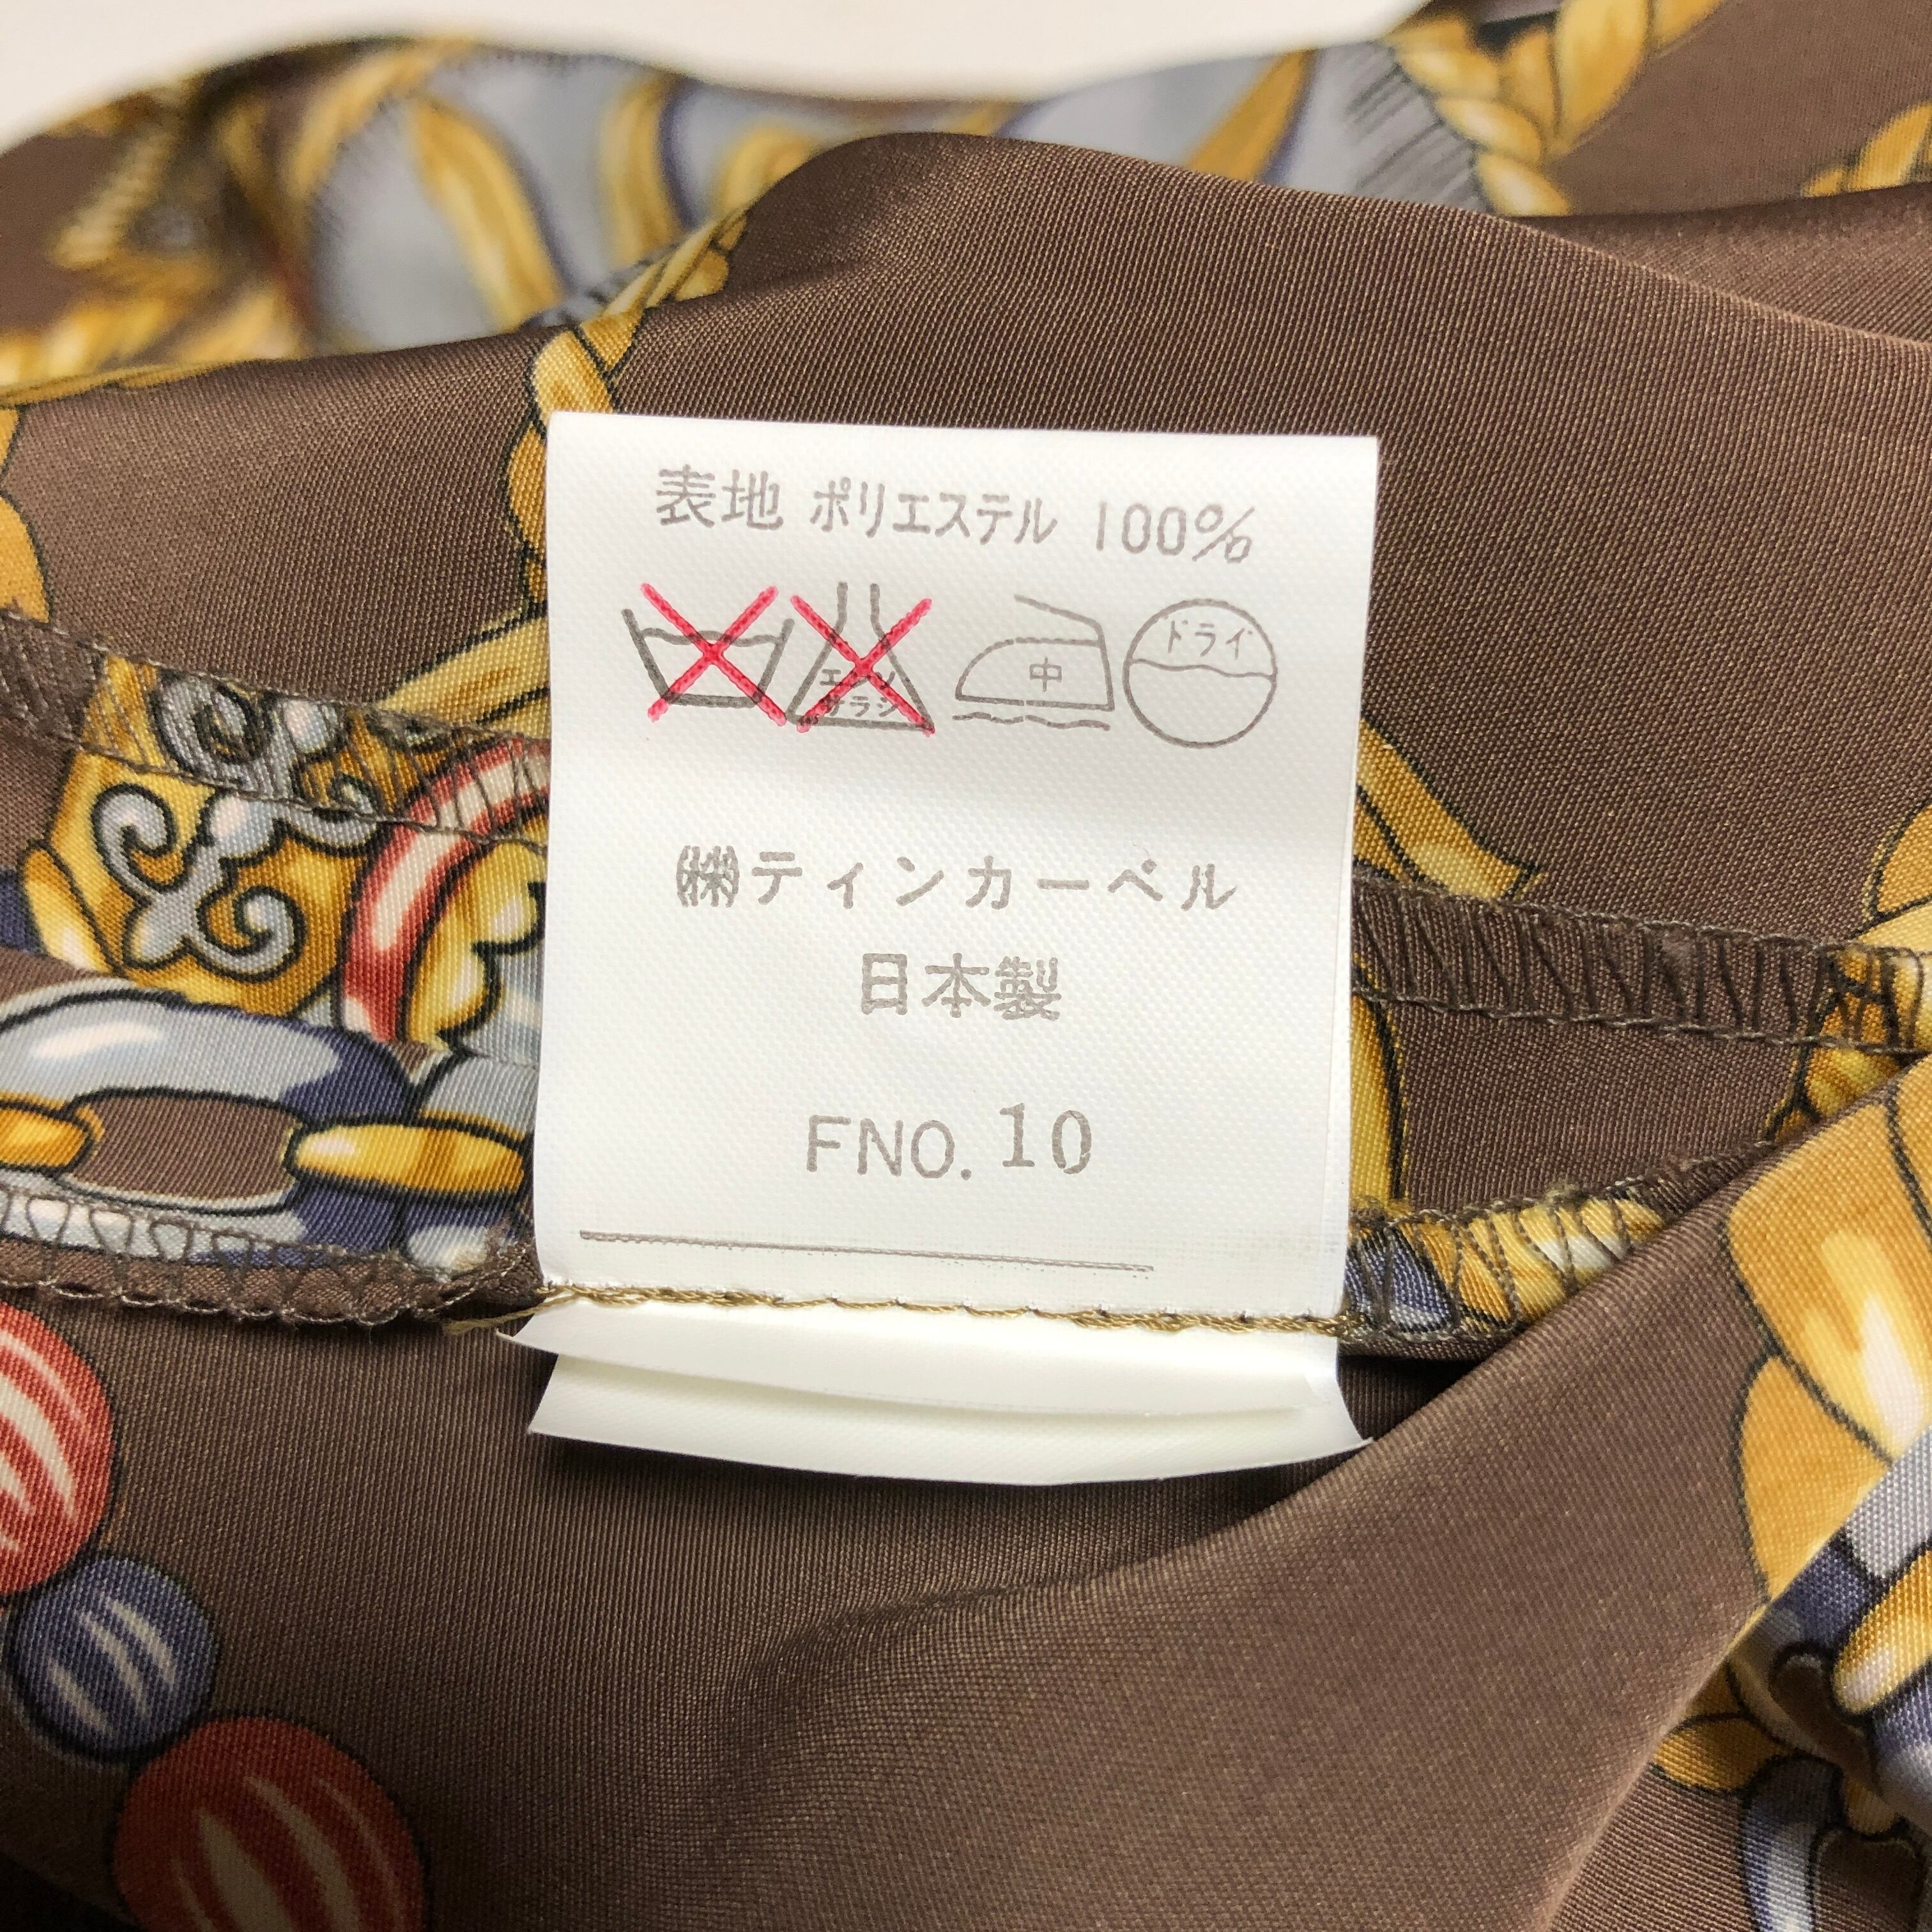 表地 ポリエステル 100%
エンソ
サラシ
中
ドライ
㈱ティンカーベル
日本製
FNO. 10